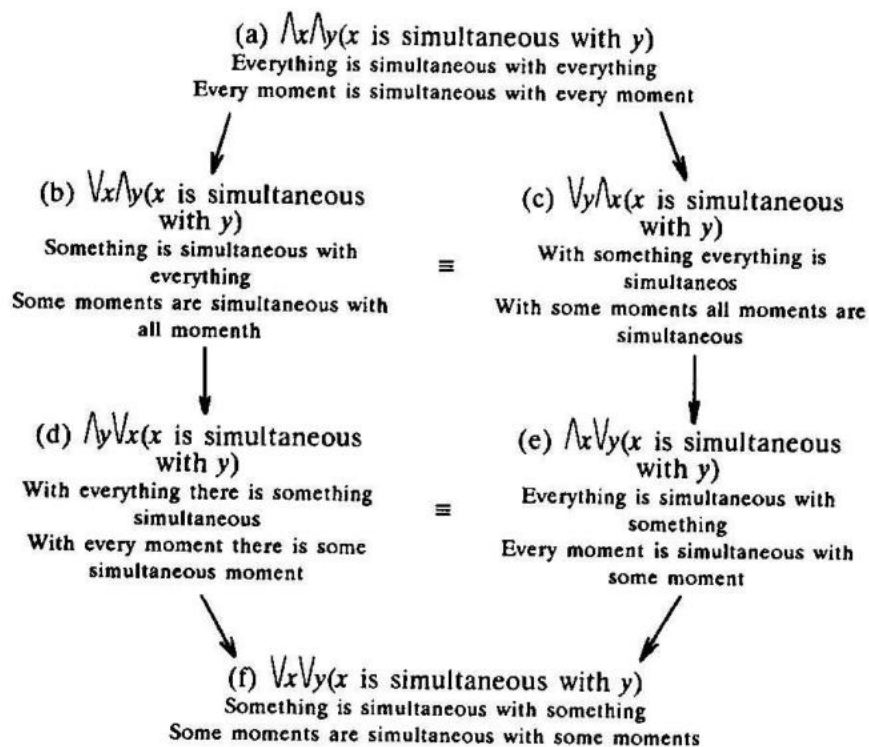 (a) ⋀x⋀y(x is simultaneous with y)
Everything is simultaneous with everything
Every moment is simultaneous with every moment
(b) ⋁x⋀y(x is simultaneous
with y)
Something is simultaneous with
everything
Some moments are simultaneous with
all momenth
≡
(c) ⋁y⋀x(x is simultaneous
with y)
With something everything is
simultaneos
With some moments all moments are
simultaneous
(d) ⋀y⋁x(x is simultaneous
with y)
With everything there is something
simultaneous
With every moment there is some
simultaneous moment
≡
(e) ⋀x⋁y(x is simultaneous
with y)
Everything is simultaneous with
something
Every moment is simultaneous with
some moment
(f) ⋁x⋁y(x is simultaneous with y)
Something is simultaneous with something
Some moments are simultaneous with some moments